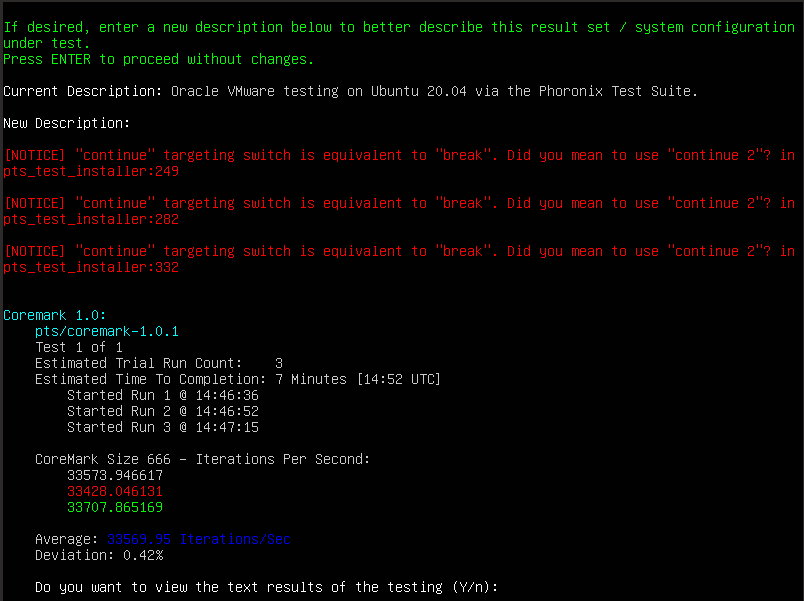 If desired, enter a new description below to better describe this result set / system configuration
under test.
Press ENTER to proceed without changes.
Current Description: Oracle VMware testing on Ubuntu 20.04 via the Phoronix Test Suite.
New Description:
[NOTICE] "continue" targeting switch is equivalent to "break". Did you mean to use "continue 2"? in
pts_test_installer:249
[NOTICE] "continue" targeting switch is equivalent to "break". Did you mean to use "continue 2"? in
pts_test_installer:282
[NOTICE] "continue" targeting switch is equivalent to "break". Did you mean to use "continue 2"? in
pts_test_installer:332
Coremark 1.0:
pts/coremark-1.0.1
Test 1 of 1
Estimated Trial Run Count: 3
Estimated Time To Completion: 7 Minutes [14:52 UTC]
Started Run 1 @ 14:46:36
Started Run 2 @ 14:46:52
Started Run 3 @ 14:47:15
CoreMark Size 666 - Iterations Per Second:
33573.946617
33428.046131
33707.865169
Average: 33569.95 Iterations/Sec
Deviation: 0.42%
Do you want to view the text results of the testing (Y/n):